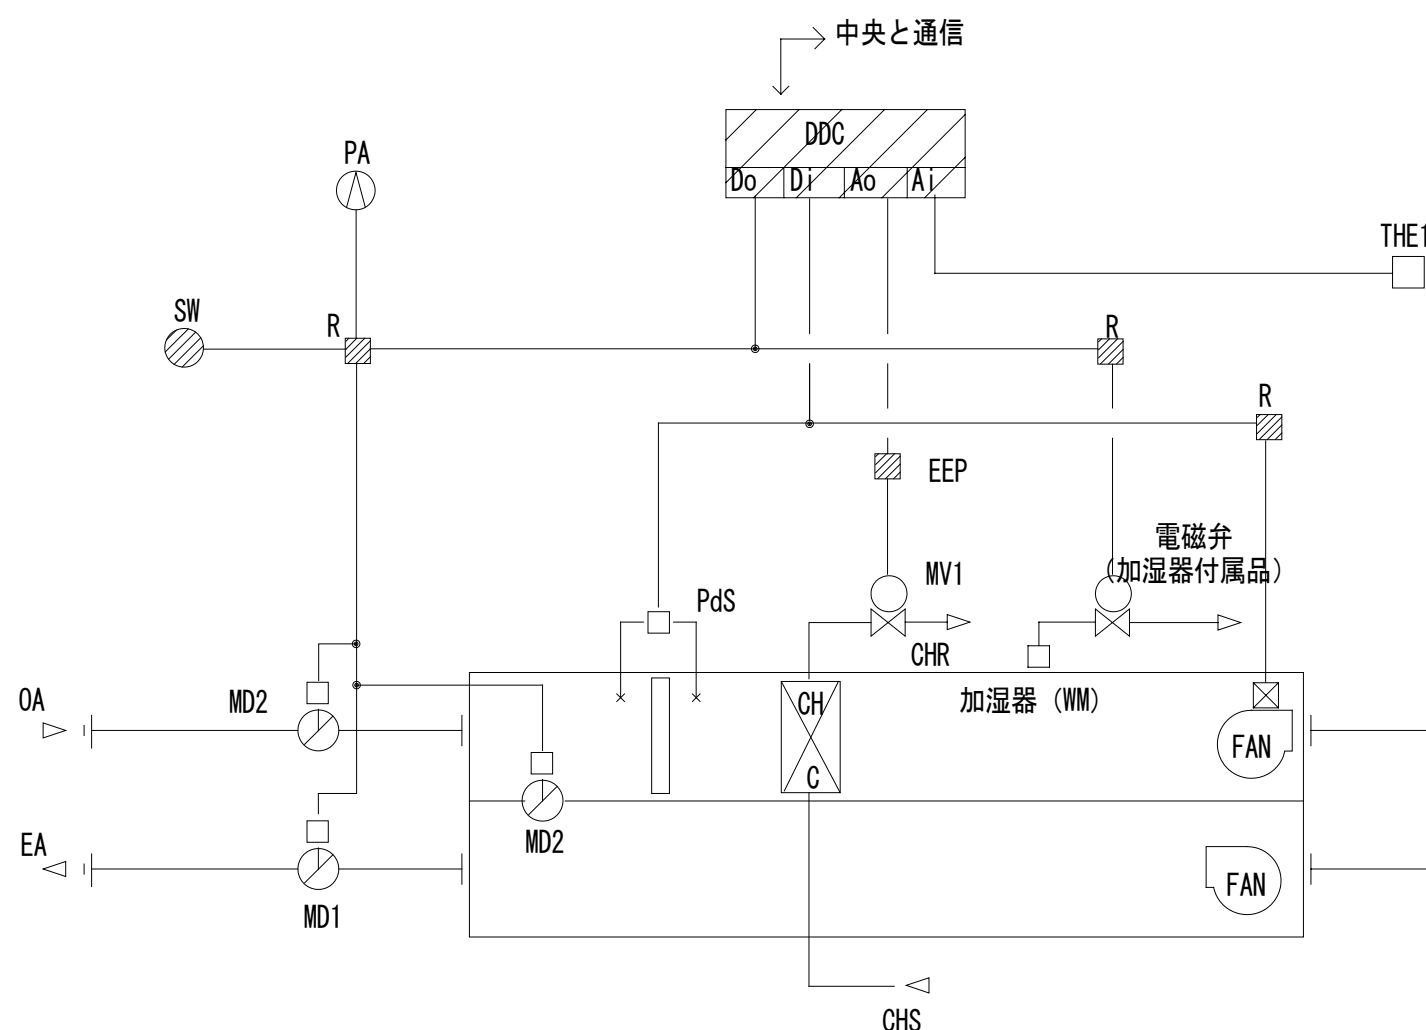 中央と通信
DDC
Do Di Ao Ai
PA
THE1
SW
R
R
R
EEP
電磁弁
(加湿器付属品)
MV1
PdS
CHR
OA
MD2
加湿器 (WM)
CH
C
FAN
MD2
EA
FAN
MD1
CHS